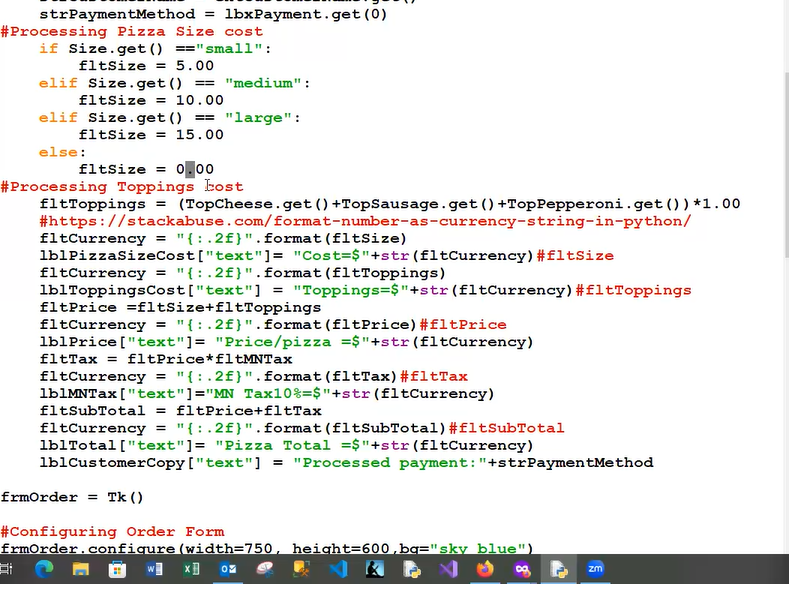 strPaymentMethod = lbxPayment.get(0)
#Processing Pizza Size cost
if Size.get() =="small":
fltSize = 5.00
elif Size.get() == "medium":
fltSize = 10.00
elif Size.get() == "large":
fltSize = 15.00
else:
fltSize = 0.00
#Processing Toppings cost
fltToppings = (TopCheese.get()+TopSausage.get()+TopPepperoni.get())*1.00
#https://stackabuse.com/format-number-as-currency-string-in-python/
fltCurrency = "{:.2f}".format(fltSize)
lblPizzaSizeCost["text"]= "Cost=$"+str(fltCurrency)#fltSize
fltCurrency = "{:.2f}".format(fltToppings)
lblToppingsCost["text"] = "Toppings=$"+str(fltCurrency)#fltToppings
fltPrice =fltSize+fltToppings
fltCurrency = "{:.2f}".format(fltPrice)#fltPrice
lblPrice["text"]= "Price/pizza =$"+str(fltCurrency)
fltTax = fltPrice*fltMNTax
fltCurrency = "{:.2f}".format(fltTax)#fltTax
lblMNTax["text"]="MN Tax10%=$"+str(fltCurrency)
fltSubTotal = fltPrice+fltTax
fltCurrency = "{:.2f}".format(fltSubTotal)#fltSubTotal
lblTotal["text"]= "Pizza Total =$"+str(fltCurrency)
lblCustomerCopy["text"] = "Processed payment:"+strPaymentMethod
frmOrder = Tk()
#Configuring Order Form
frmOrder.configure(width=750, height=600,bg="sky blue")
zm